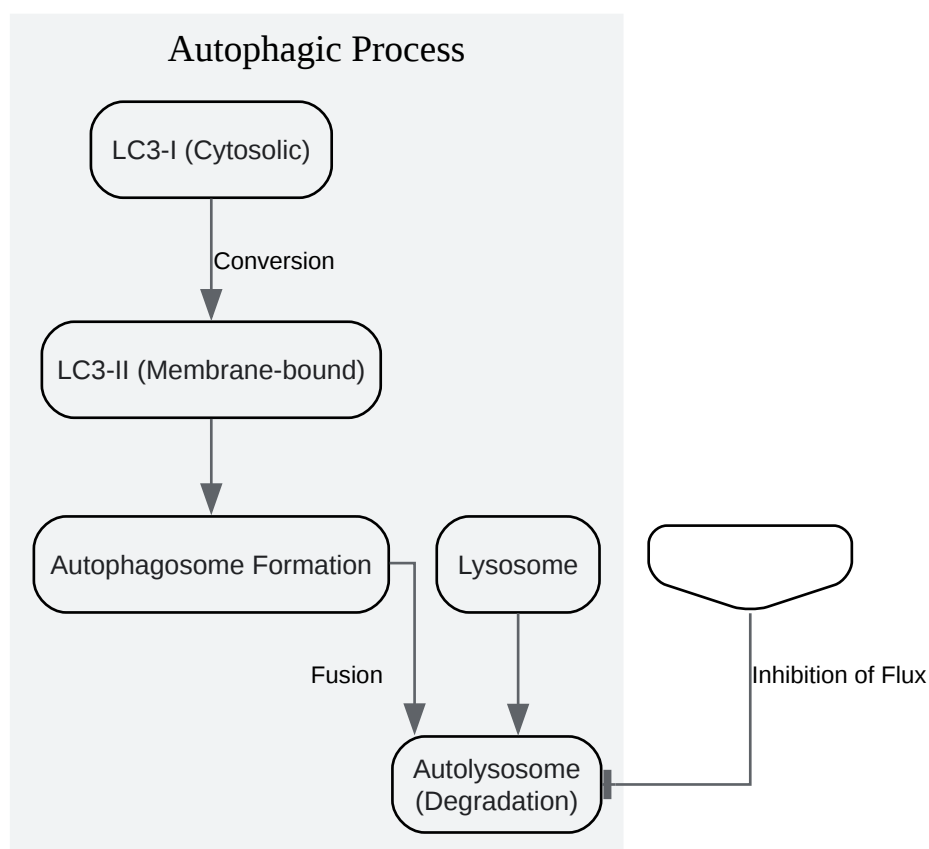 Autophagic Process
LC3-I (Cytosolic)
Conversion
LC3-II (Membrane-bound)
Autophagosome Formation
Lysosome
Fusion
Inhibition of Flux
Autolysosome
(Degradation)